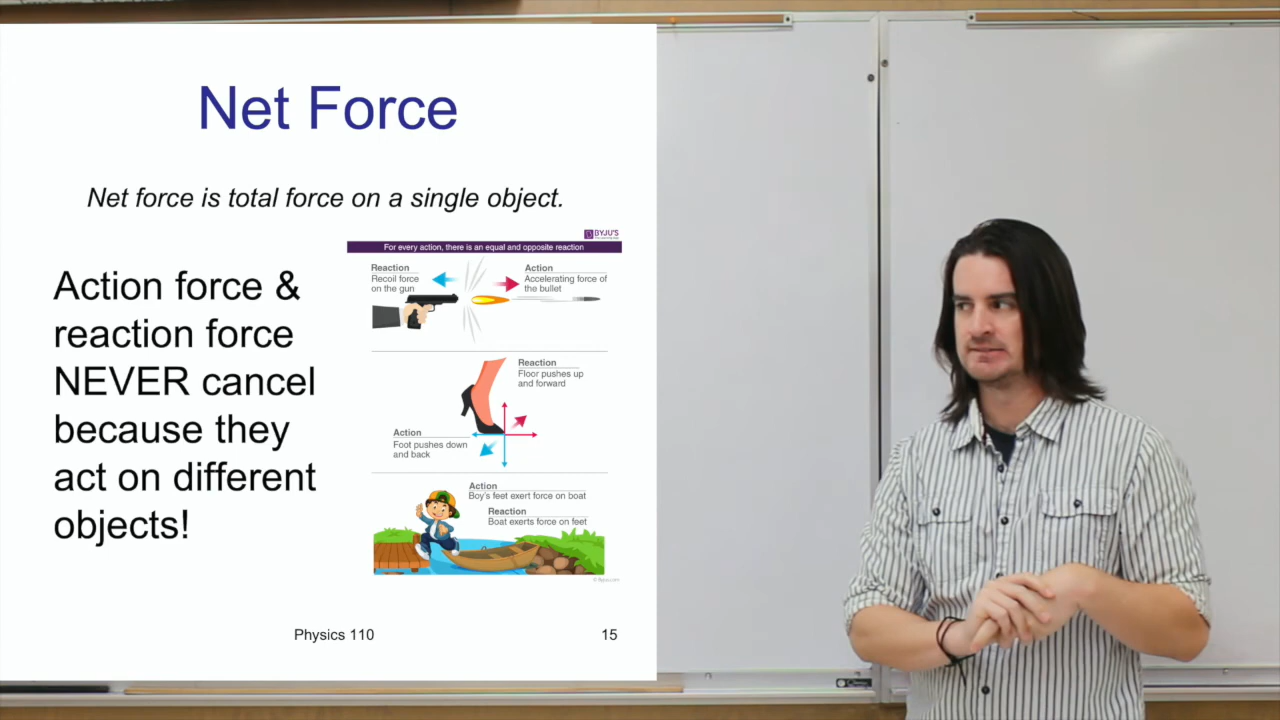 Net Force
Net force is total force on a single object.
Action force &
reaction force
NEVER cancel
because they
act on different
objects!
BYJU'S
For every action, there is an equal and opposite reaction
Reaction
Recoil force
on the gun
Action
Accelerating force of
the bullet
Reaction
Floor pushes up
and forward
Action
Foot pushes down
and back
Action
Boy's feet exert force on boat
Reaction
Boat exerts force on feet
© Byjus.com
Physics 110
15